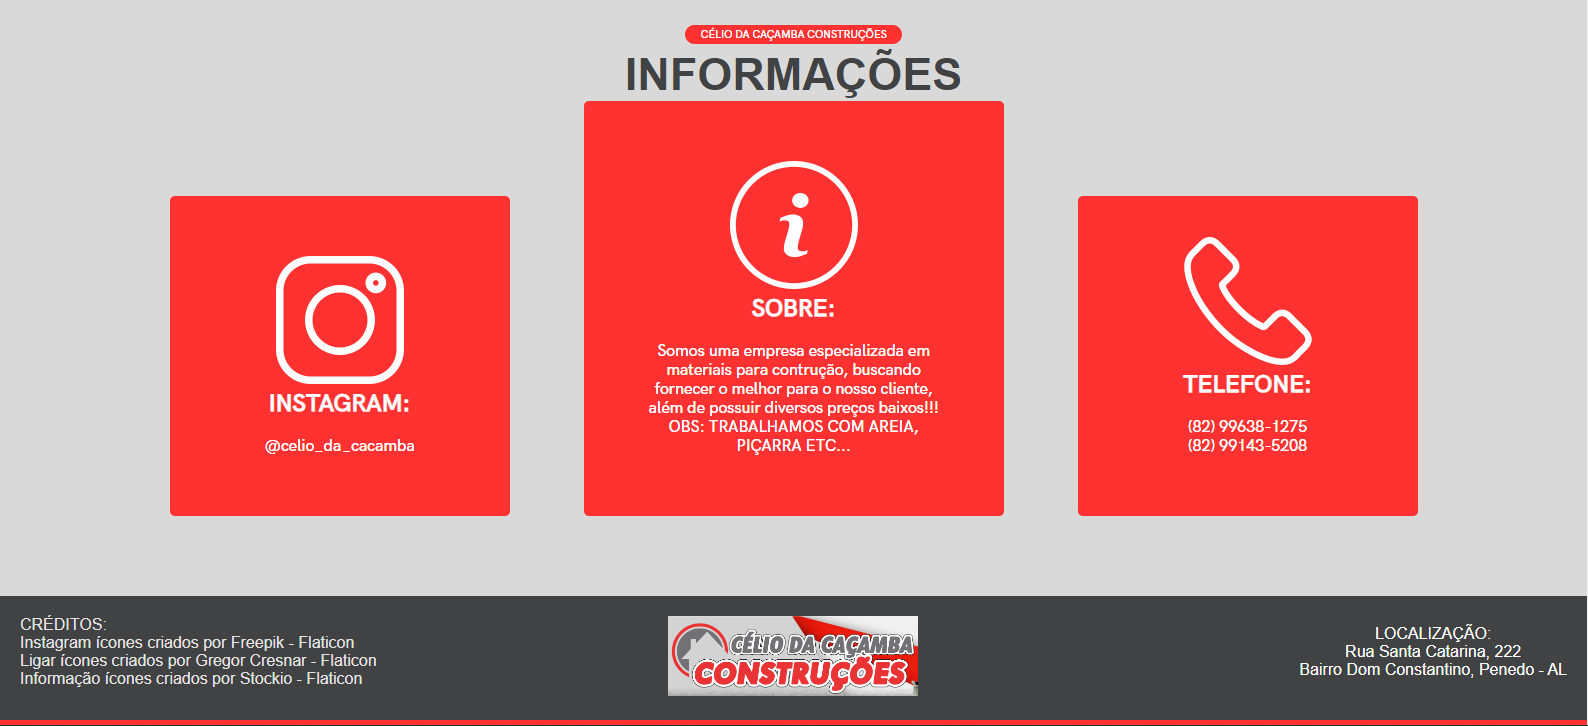 CÉLIO DA CAÇAMBA CONSTRUÇÕES
INFORMAÇÕES
INSTAGRAM:
@celio_da_cacamba
SOBRE:
Somos uma empresa especializada em
materiais para contrução, buscando
fornecer o melhor para o nosso cliente,
além de possuir diversos preços baixos!!!
OBS: TRABALHAMOS COM AREIA,
PIÇARRA ETC...
TELEFONE:
(82) 99638-1275
(82) 99143-5208
CRÉDITOS:
Instagram ícones criados por Freepik - Flaticon
Ligar ícones criados por Gregor Cresnar - Flaticon
Informação ícones criados por Stockio - Flaticon
CÉLIO DA CAÇAMBA
CONSTRUÇÕES
LOCALIZAÇÃO:
Rua Santa Catarina, 222
Bairro Dom Constantino, Penedo - AL